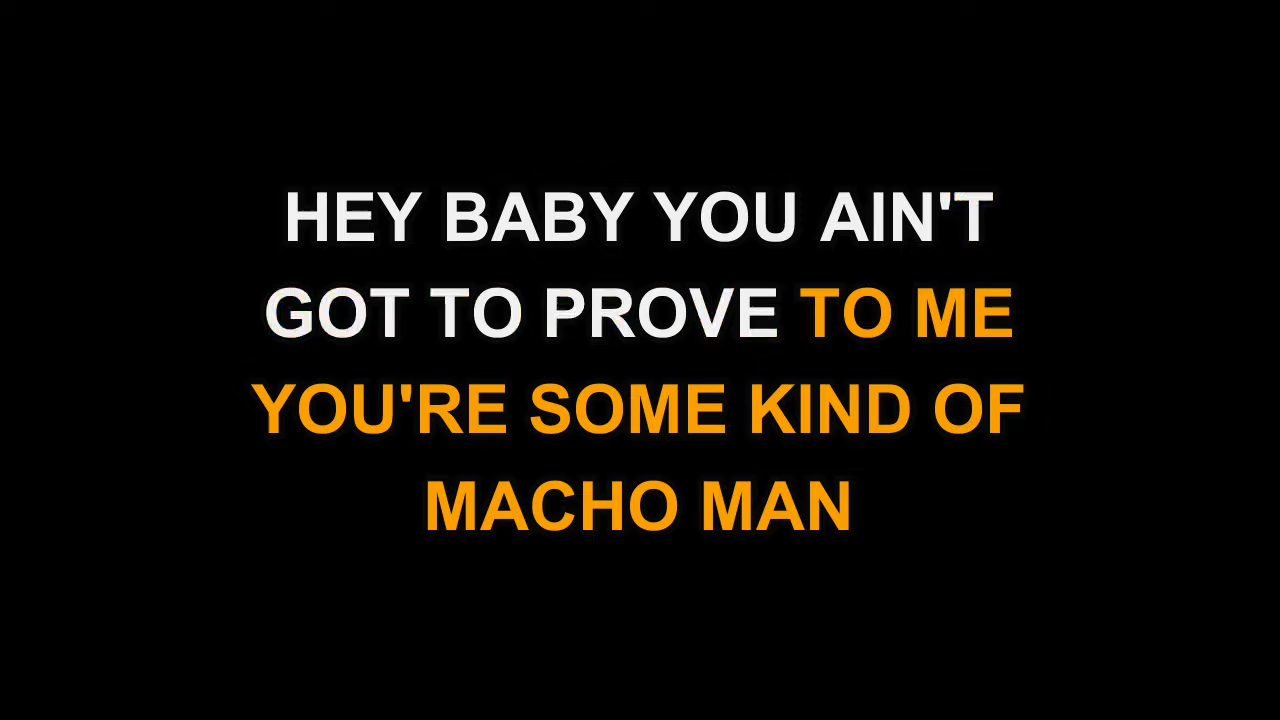 HEY BABY YOU AIN'T
GOT TO PROVE TO ME
YOU'RE SOME KIND OF
MACHO MAN